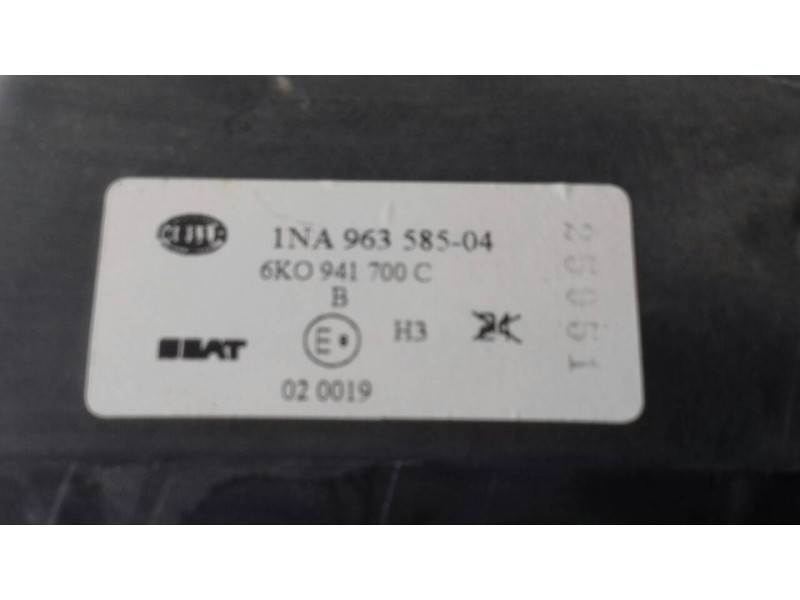 1NA 963 585-04
6KO 941 700 C
B
SEAT
E
H3
02 0019
25051